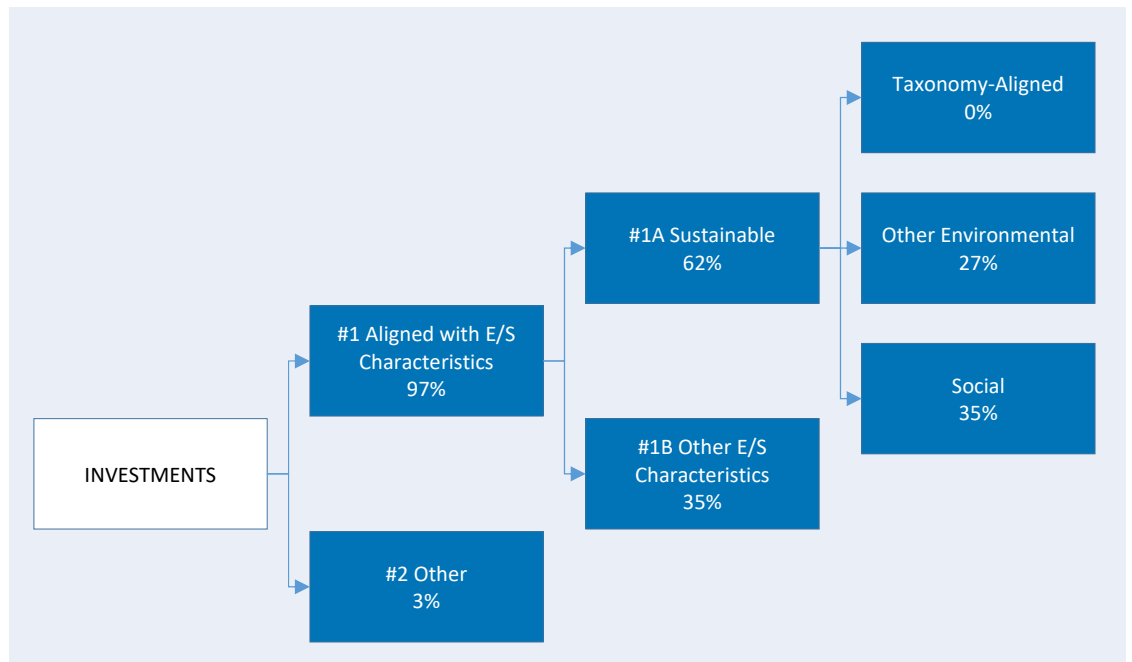 INVESTMENTS
#1 Aligned with E/S
Characteristics
97%
#2 Other
3%
#1A Sustainable
62%
#1B Other E/S
Characteristics
35%
Taxonomy-Aligned
0%
Other Environmental
27%
Social
35%